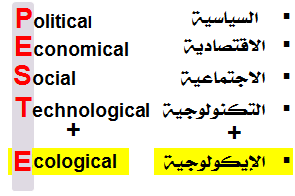 Political ▪ السياسية
Economical ▪ الاقتصادية
Social ▪ الاجتماعية
Technological ▪ التكنولوجية
+ +
Ecological ▪ الإيكولوجية